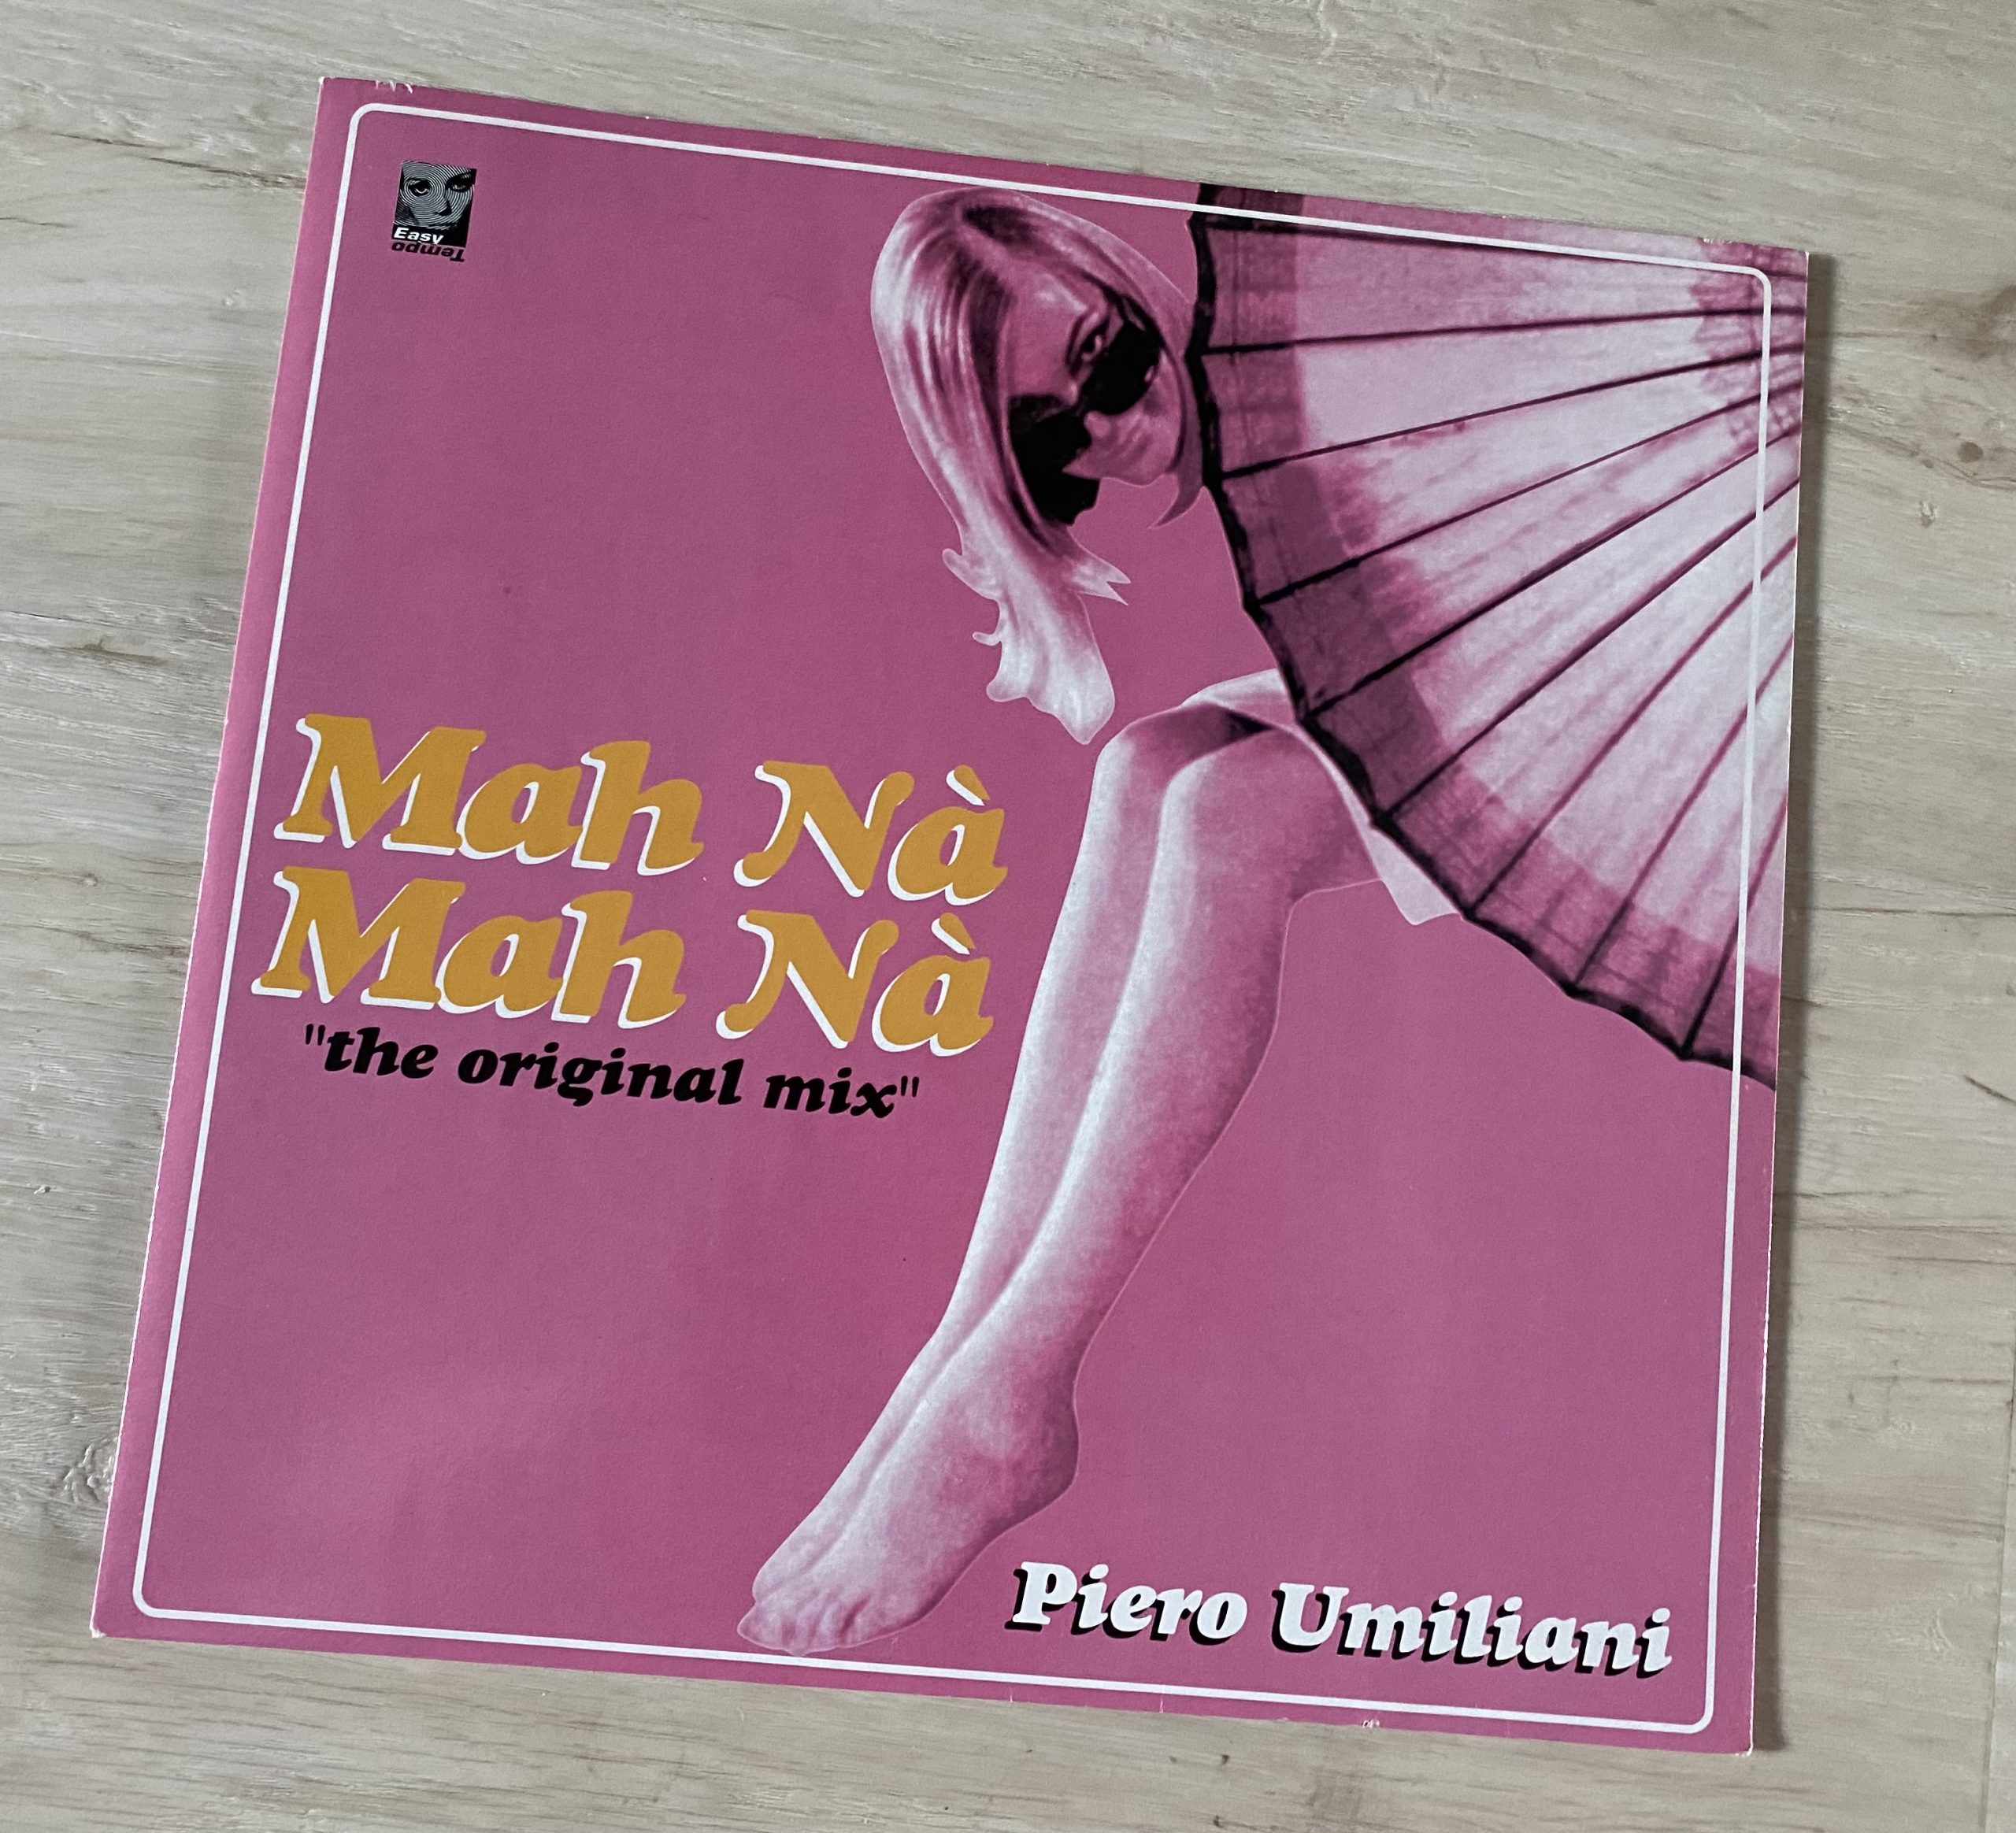 Easy
Tempo
Mah Nà
Mah Nà
"the original mix"
Piero Umiliani